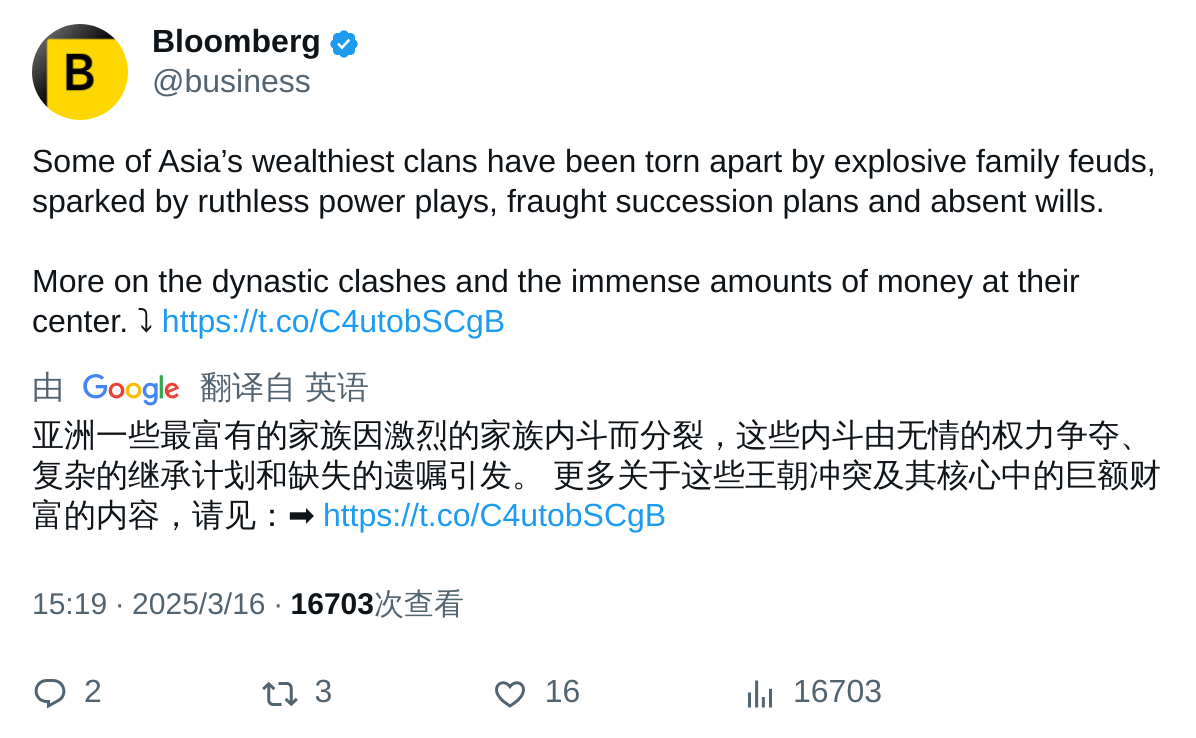 B
Bloomberg
@business
Some of Asia’s wealthiest clans have been torn apart by explosive family feuds,
sparked by ruthless power plays, fraught succession plans and absent wills.
More on the dynastic clashes and the immense amounts of money at their
center. ⤵ https://t.co/C4utobSCgB
由 Google 翻译自 英语
亚洲一些最富有的家族因激烈的家族内斗而分裂，这些内斗由无情的权力争夺、
复杂的继承计划和缺失的遗嘱引发。 更多关于这些王朝冲突及其核心中的巨额财
富的内容，请见：➡ https://t.co/C4utobSCgB
15:19 · 2025/3/16 · 16703次查看
2 3 16 16703